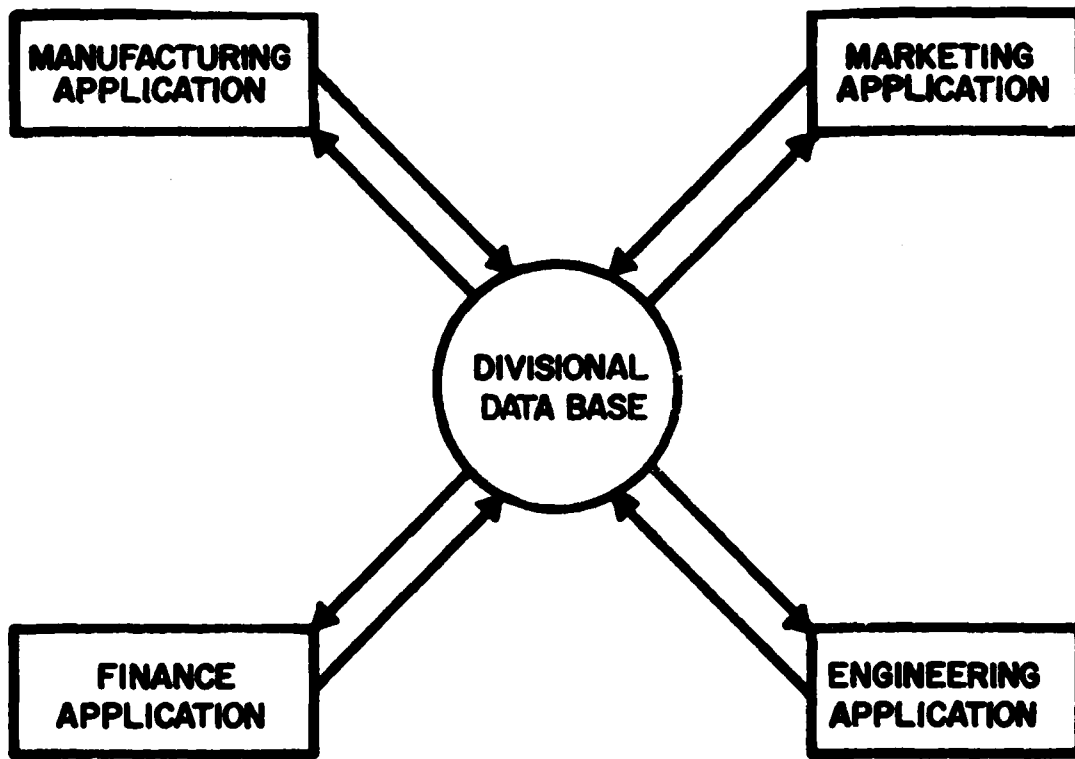 MANUFACTURING
APPLICATION
MARKETING
APPLICATION
DIVISIONAL
DATA BASE
FINANCE
APPLICATION
ENGINEERING
APPLICATION